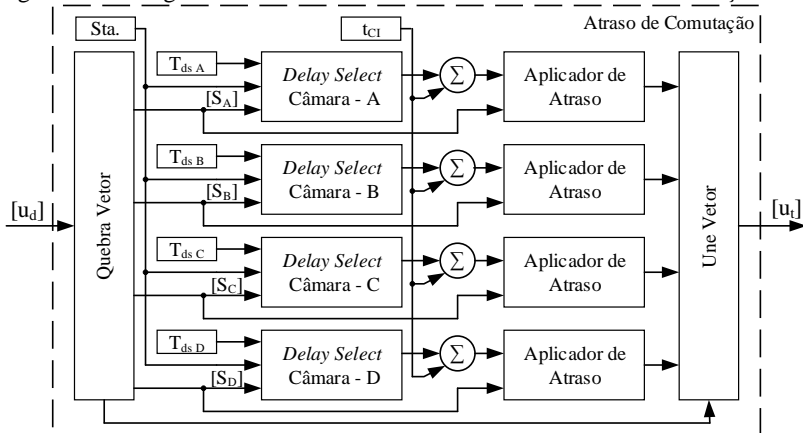 Sta.
t_CI
Atraso de Comutação
T_ds A
Delay Select
Câmara - A
Σ
Aplicador de
Atraso
[S_A]
T_ds B
Delay Select
Câmara - B
Σ
Aplicador de
Atraso
[S_B]
[u_d]
Quebra Vetor
Une Vetor
[u_t]
T_ds C
Delay Select
Câmara - C
Σ
Aplicador de
Atraso
[S_C]
T_ds D
Delay Select
Câmara - D
Σ
Aplicador de
Atraso
[S_D]